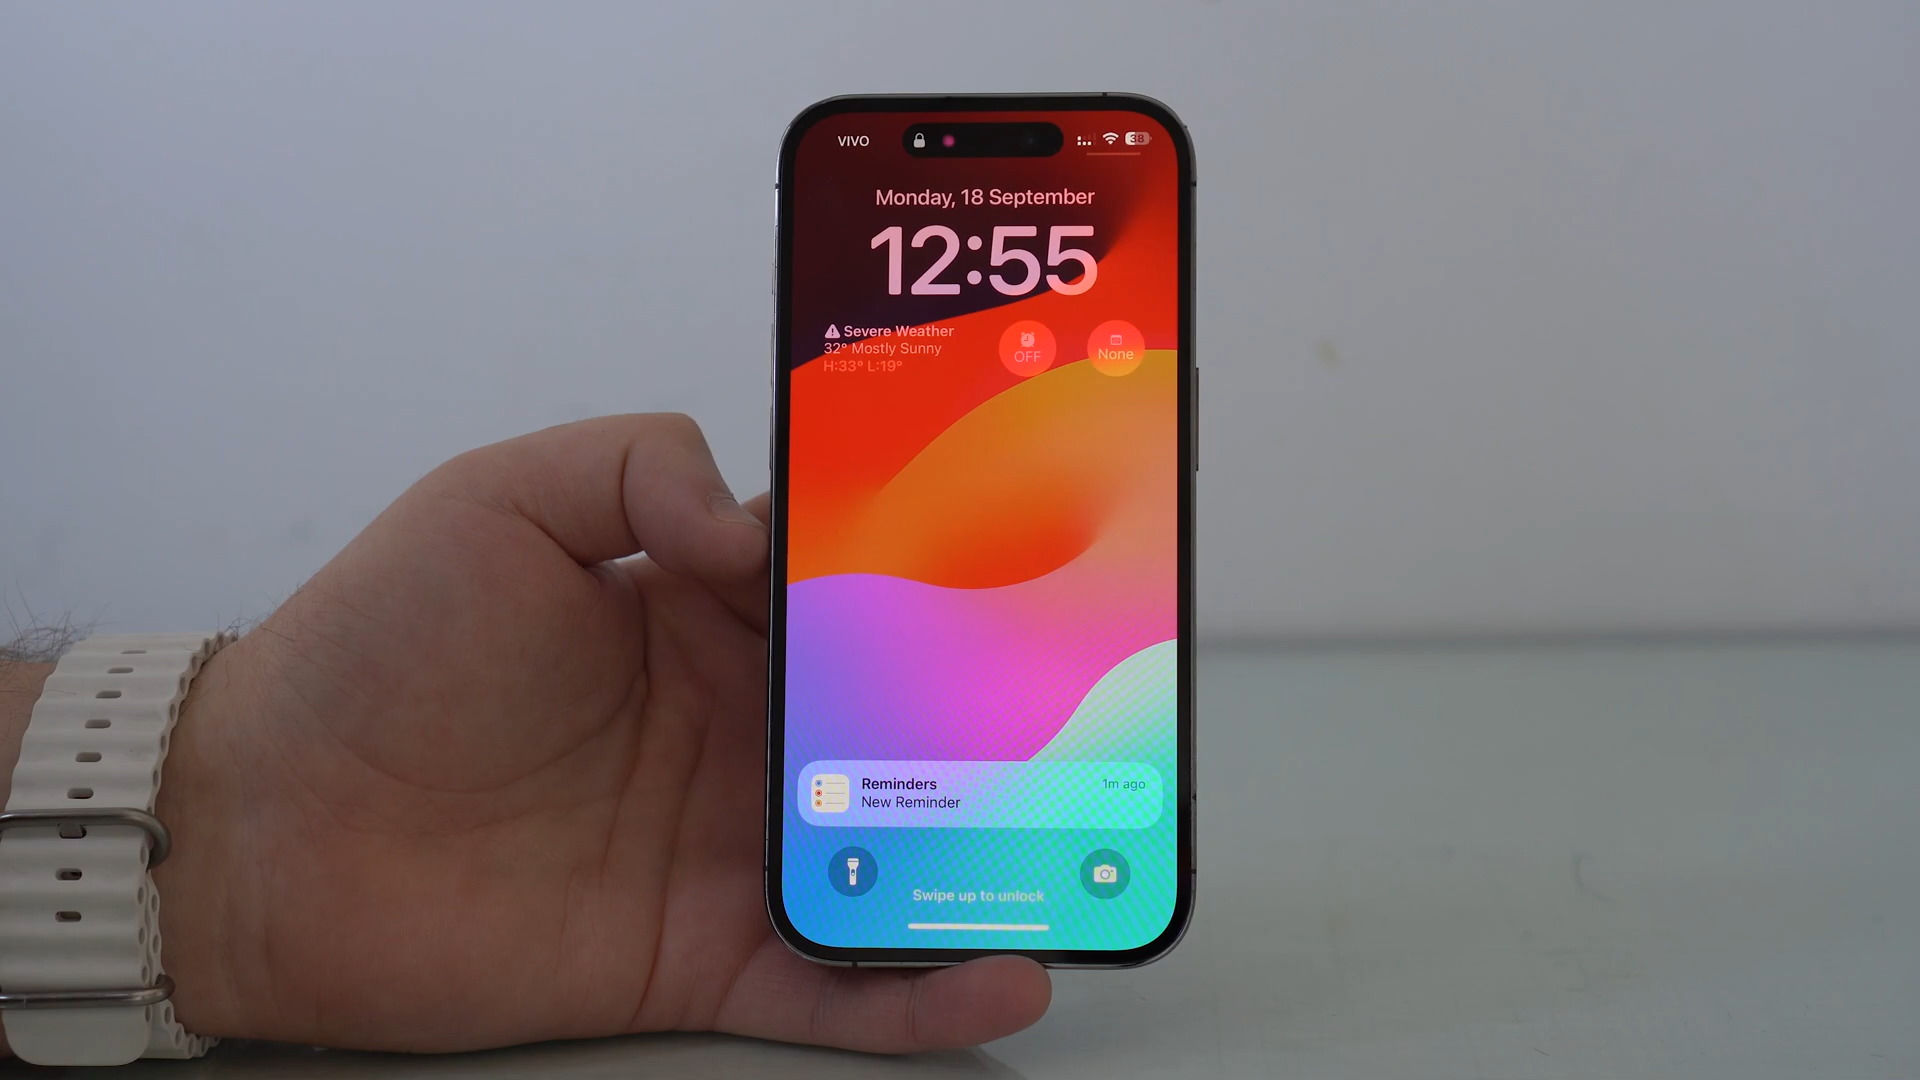 VIVO
38
Monday, 18 September
12:55
Severe Weather
32° Mostly Sunny
H:33° L:19°
OFF
None
Reminders
1m ago
New Reminder
Swipe up to unlock